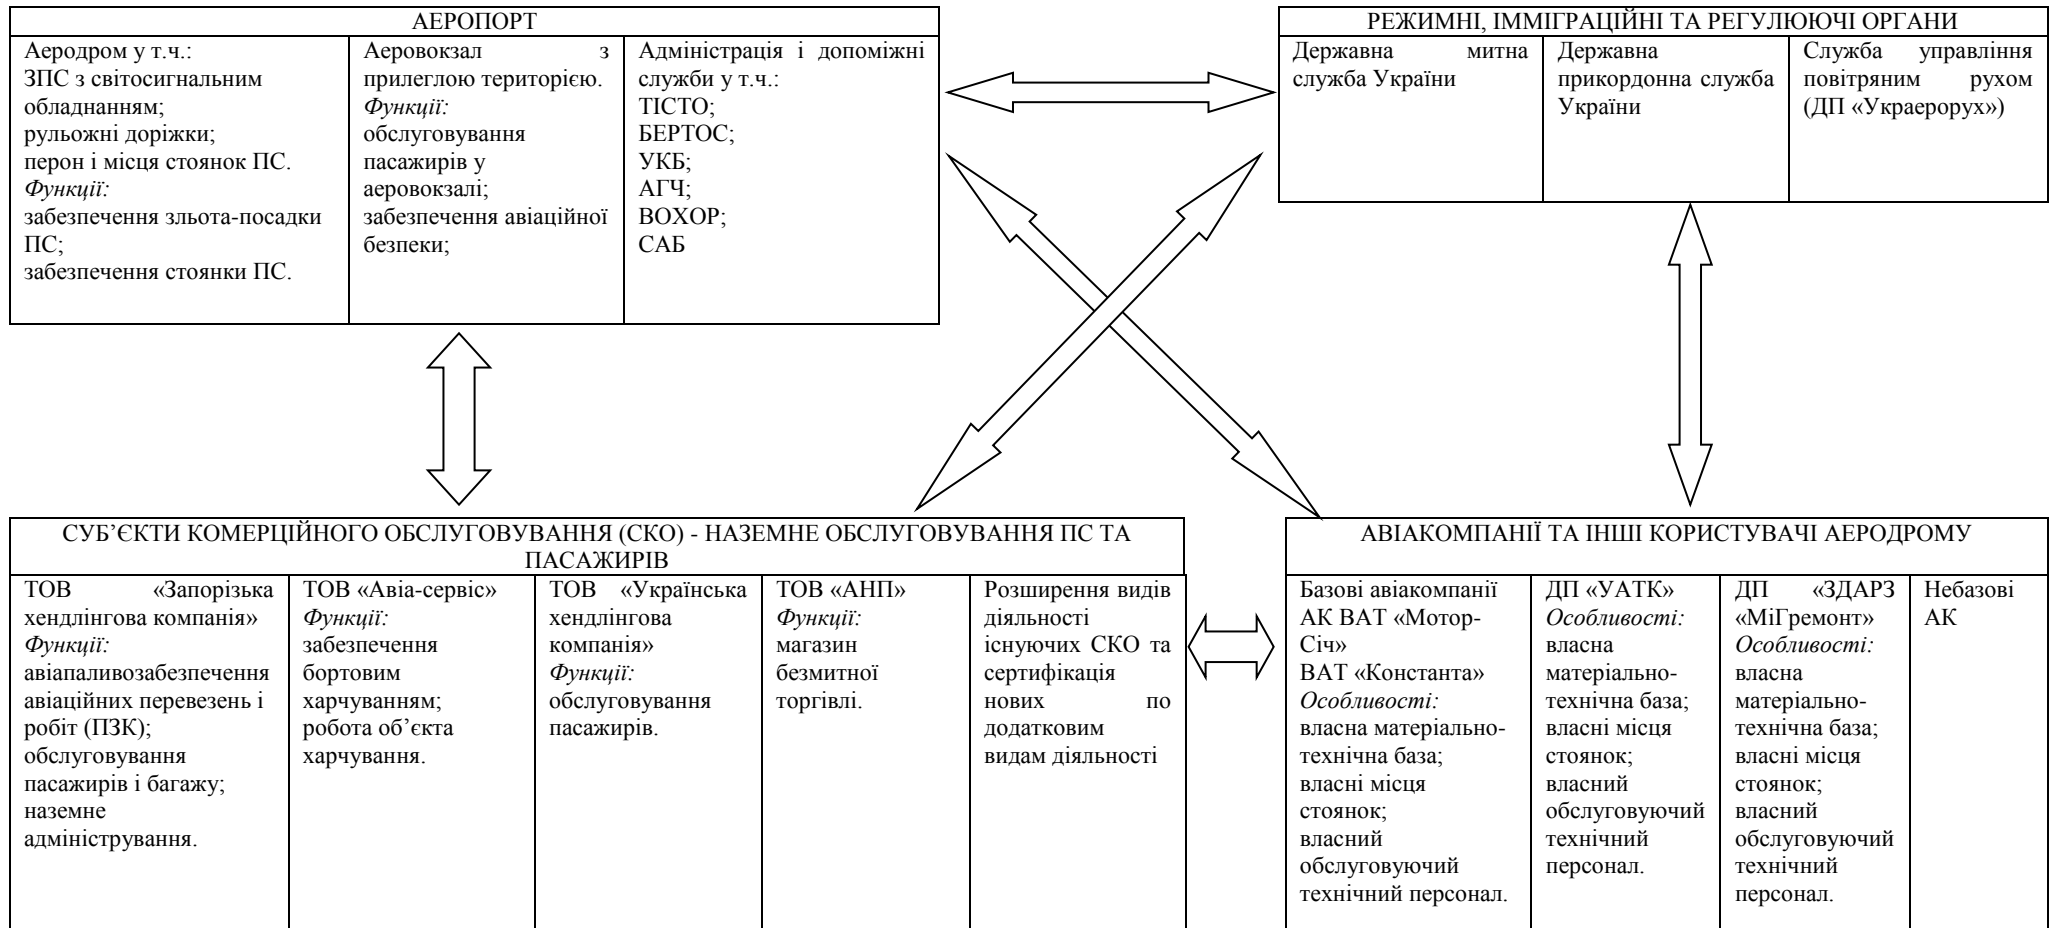 АЕРОПОРТ
Аеродром у т.ч.:
ЗПС з світосигнальним
обладнанням;
рульожні доріжки;
перон і місця стоянок ПС.
Функції:
забезпечення зльота-посадки
ПС;
забезпечення стоянки ПС.
Аеровокзал з
прилеглою територією.
Функції:
обслуговування
пасажирів у
аеровокзалі;
забезпечення авіаційної
безпеки;
Адміністрація і допоміжні
служби у т.ч.:
ТІСТО;
БЕРТОС;
УКБ;
АГЧ;
ВОХОР;
САБ
РЕЖИМНІ, ІММІГРАЦІЙНІ ТА РЕГУЛЮЮЧІ ОРГАНИ
Державна митна
служба України
Державна
прикордонна служба
України
Служба управління
повітряним рухом
(ДП «Украерорух»)
СУБ’ЄКТИ КОМЕРЦІЙНОГО ОБСЛУГОВУВАННЯ (СКО) - НАЗЕМНЕ ОБСЛУГОВУВАННЯ ПС ТА
ПАСАЖИРІВ
ТОВ «Запорізька
хендлінгова компанія»
Функції:
авіапаливозабезпечення
авіаційних перевезень і
робіт (ПЗК);
обслуговування
пасажирів і багажу;
наземне
адміністрування.
ТОВ «Авіа-сервіс»
Функції:
забезпечення
бортовим
харчуванням;
робота об’єкта
харчування.
ТОВ «Українська
хендлінгова
компанія»
Функції:
обслуговування
пасажирів.
ТОВ «АНП»
Функції:
магазин
безмитної
торгівлі.
Розширення видів
діяльності
існуючих СКО та
сертифікація
нових по
додатковим
видам діяльності
АВІАКОМПАНІЇ ТА ІНШІ КОРИСТУВАЧІ АЕРОДРОМУ
Базові авіакомпанії
АК ВАТ «Мотор-
Січ»
ВАТ «Константа»
Особливості:
власна матеріально-
технічна база;
власні місця
стоянок;
власний
обслуговуючий
технічний персонал.
ДП «УАТК»
Особливості:
власна
матеріально-
технічна база;
власні місця
стоянок;
власний
обслуговуючий
технічний
персонал.
ДП «ЗДАРЗ
«МіГремонт»
Особливості:
власна
матеріально-
технічна база;
власні місця
стоянок;
власний
обслуговуючий
технічний
персонал.
Небазові
АК